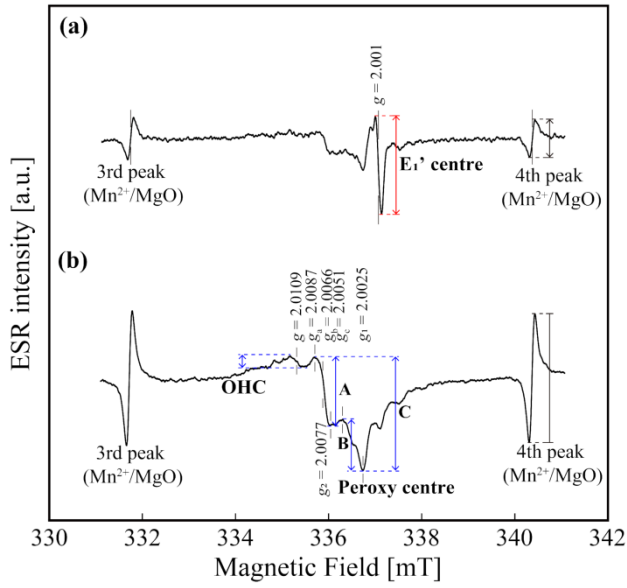 ESR intensity [a.u.]
(a)
g = 2.001
E₁’ centre
3rd peak
(Mn²⁺/MgO)
4th peak
(Mn²⁺/MgO)
(b)
2.0109
gₐ — 2.0087
g_b — 2.0066
g_c — 2.0051
g₁ — 2.0025
OHC
A
B
C
g₂ — 2.0077
Peroxy centre
3rd peak
(Mn²⁺/MgO)
4th peak
(Mn²⁺/MgO)
330 332 334 336 338 340 342
Magnetic Field [mT]